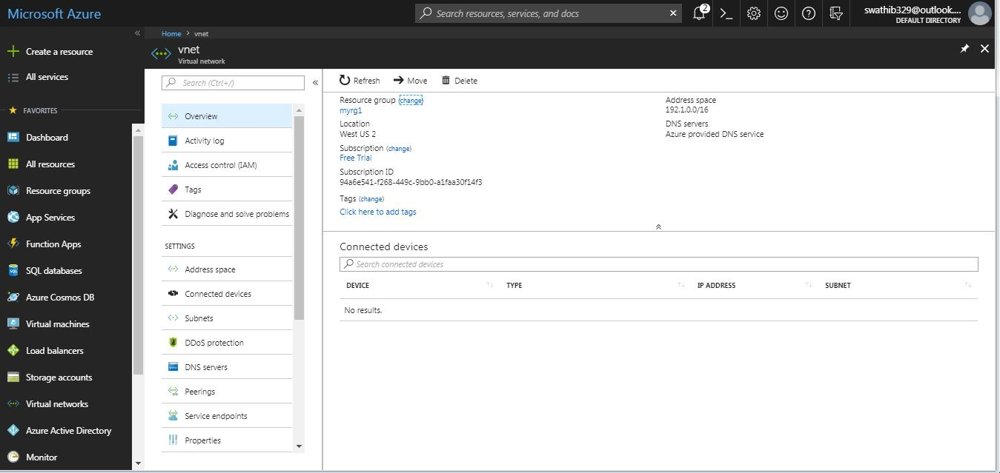 Microsoft Azure
Search resources, services, and docs
2
swathib329@outlook....
DEFAULT DIRECTORY
Home > vnet
vnet
Virtual network
Create a resource
All services
FAVORITES
Dashboard
All resources
Resource groups
App Services
Function Apps
SQL databases
Azure Cosmos DB
Virtual machines
Load balancers
Storage accounts
Virtual networks
Azure Active Directory
Monitor
Search (Ctrl+/)
Overview
Activity log
Access control (IAM)
Tags
Diagnose and solve problems
SETTINGS
Address space
Connected devices
Subnets
DDoS protection
DNS servers
Peerings
Service endpoints
Properties
Refresh Move Delete
Resource group (change)
myrg1
Location
West US 2
Subscription (change)
Free Trial
Subscription ID
94a6e541-f268-449c-9bb0-a1faa30f14f3
Tags (change)
Click here to add tags
Address space
192.1.0.0/16
DNS servers
Azure provided DNS service
Connected devices
Search connected devices
DEVICE TYPE IP ADDRESS SUBNET
No results.